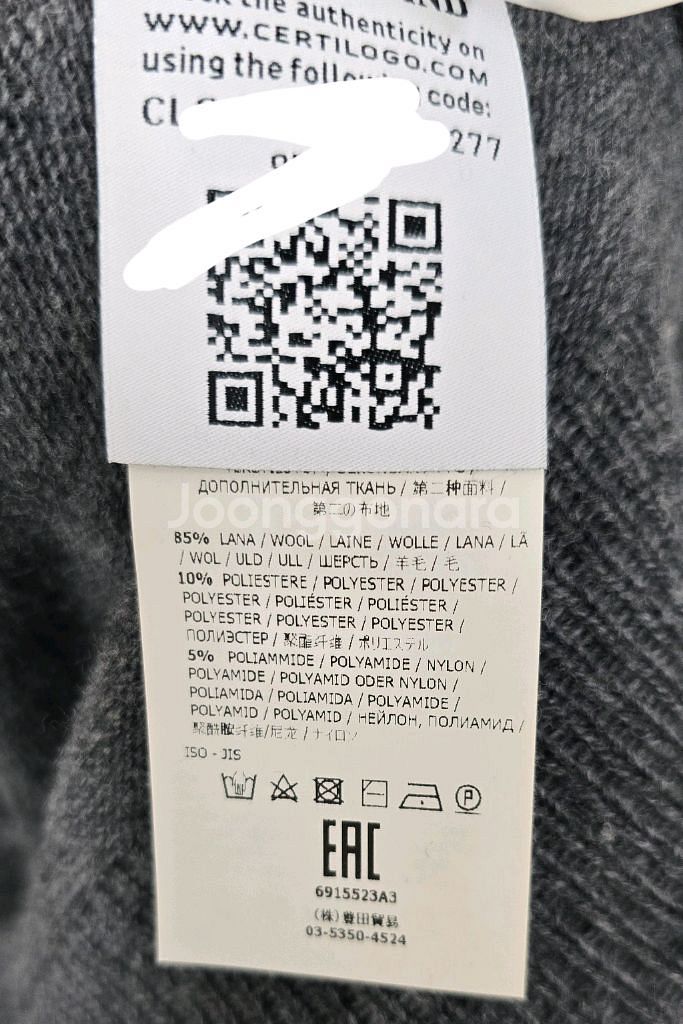 the authenticity on
WWW.CERTILOGO.COM
using the following code:
CL 277
ДОПОЛНИТЕЛЬНАЯ ТКАНЬ / 第二种面料 /
第二の布地
Joonggonara
85% LANA / WOOL / LAINE / WOLLE / LANA / LÃ
/ WOL / ULD / ULL / ШЕРСТЬ / 羊毛 / 毛
10% POLIESTERE / POLYESTER / POLYESTER /
POLYESTER / POLIÉSTER / POLIÉSTER /
POLYESTER / POLYESTER / POLYESTER /
ПОЛИЭСТЕР / 聚酯纤维 / ポリエステル
5% POLIAMMIDE / POLYAMIDE / NYLON /
POLYAMIDE / POLYAMID ODER NYLON /
POLIAMIDA / POLIAMIDA / POLYAMIDE /
POLYAMID / POLYAMID / НЕЙЛОН, ПОЛИАМИД /
聚酰胺纤维/尼龙 / ナイロン
ISO - JIS
P
EAC
6915523A3
(株)豊田貿易
03-5350-4524